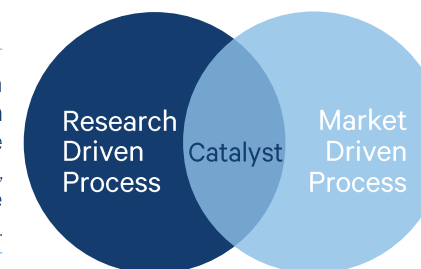 Research
Driven
Process
Catalyst
Market
Driven
Process